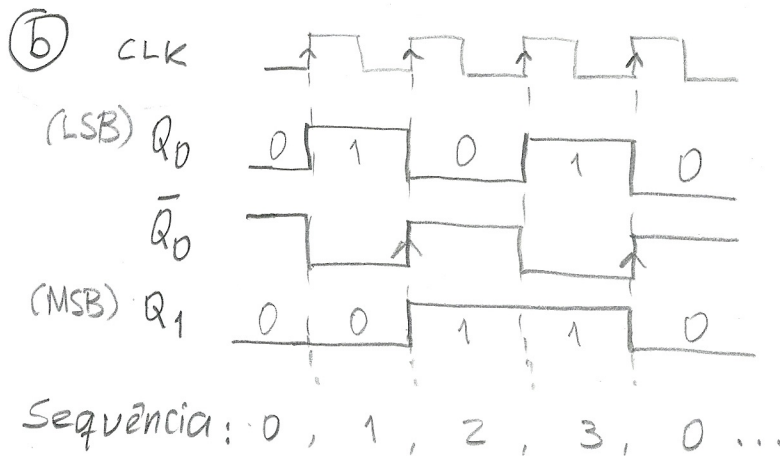 b CLK
(LSB) Q0 0 1 0 1 0
Q̅0
(MSB) Q1 0 0 1 1 0
Sequência: 0, 1, 2, 3, 0 ...